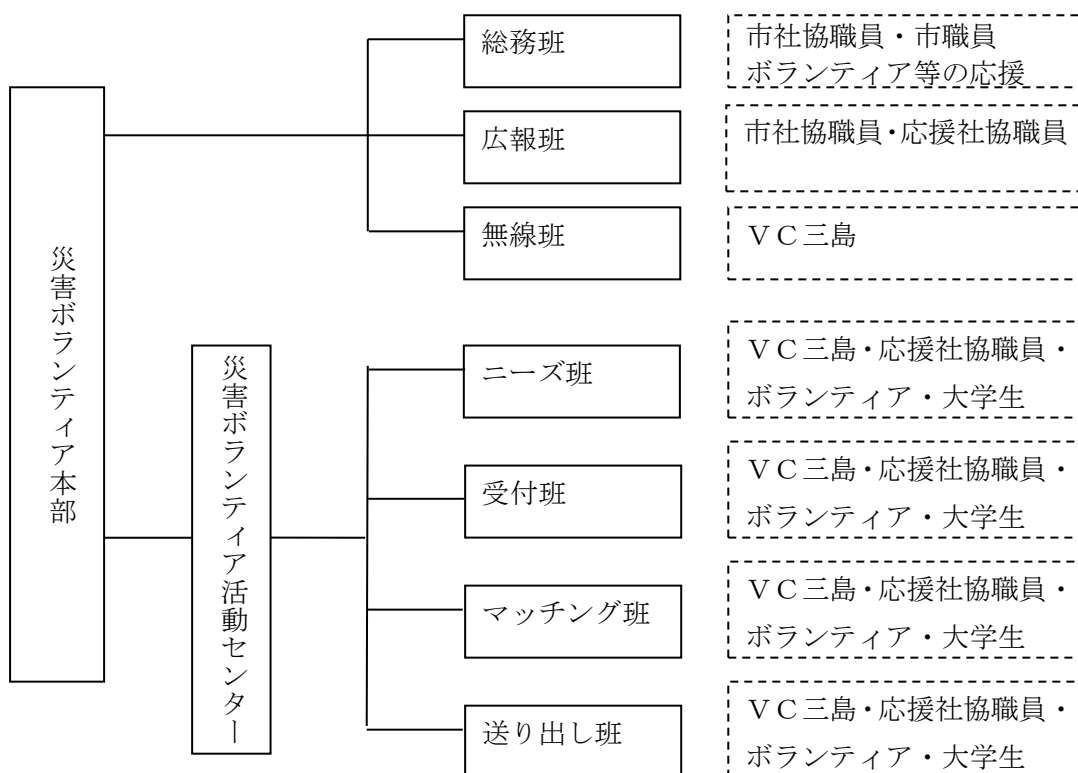 災害ボランティア本部
総務班
市社協職員・市職員
ボランティア等の応援
広報班
市社協職員・応援社協職員
無線班
ＶＣ三島
災害ボランティア活動センター
ニーズ班
ＶＣ三島・応援社協職員・
ボランティア・大学生
受付班
ＶＣ三島・応援社協職員・
ボランティア・大学生
マッチング班
ＶＣ三島・応援社協職員・
ボランティア・大学生
送り出し班
ＶＣ三島・応援社協職員・
ボランティア・大学生